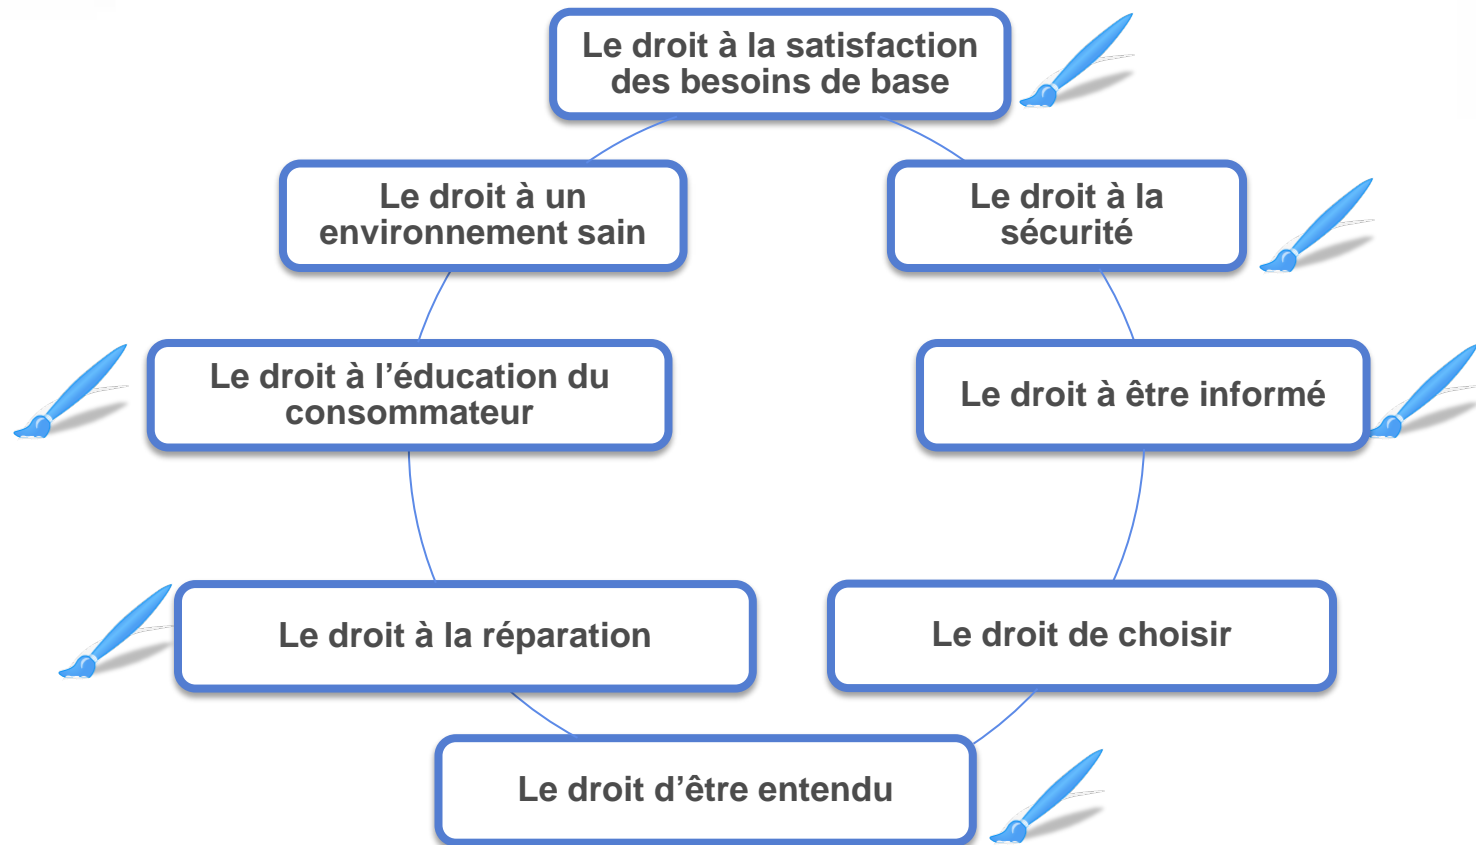 Le droit à la satisfaction
des besoins de base
Le droit à un
environnement sain
Le droit à la
sécurité
Le droit à l’éducation du
consommateur
Le droit à être informé
Le droit à la réparation
Le droit de choisir
Le droit d’être entendu